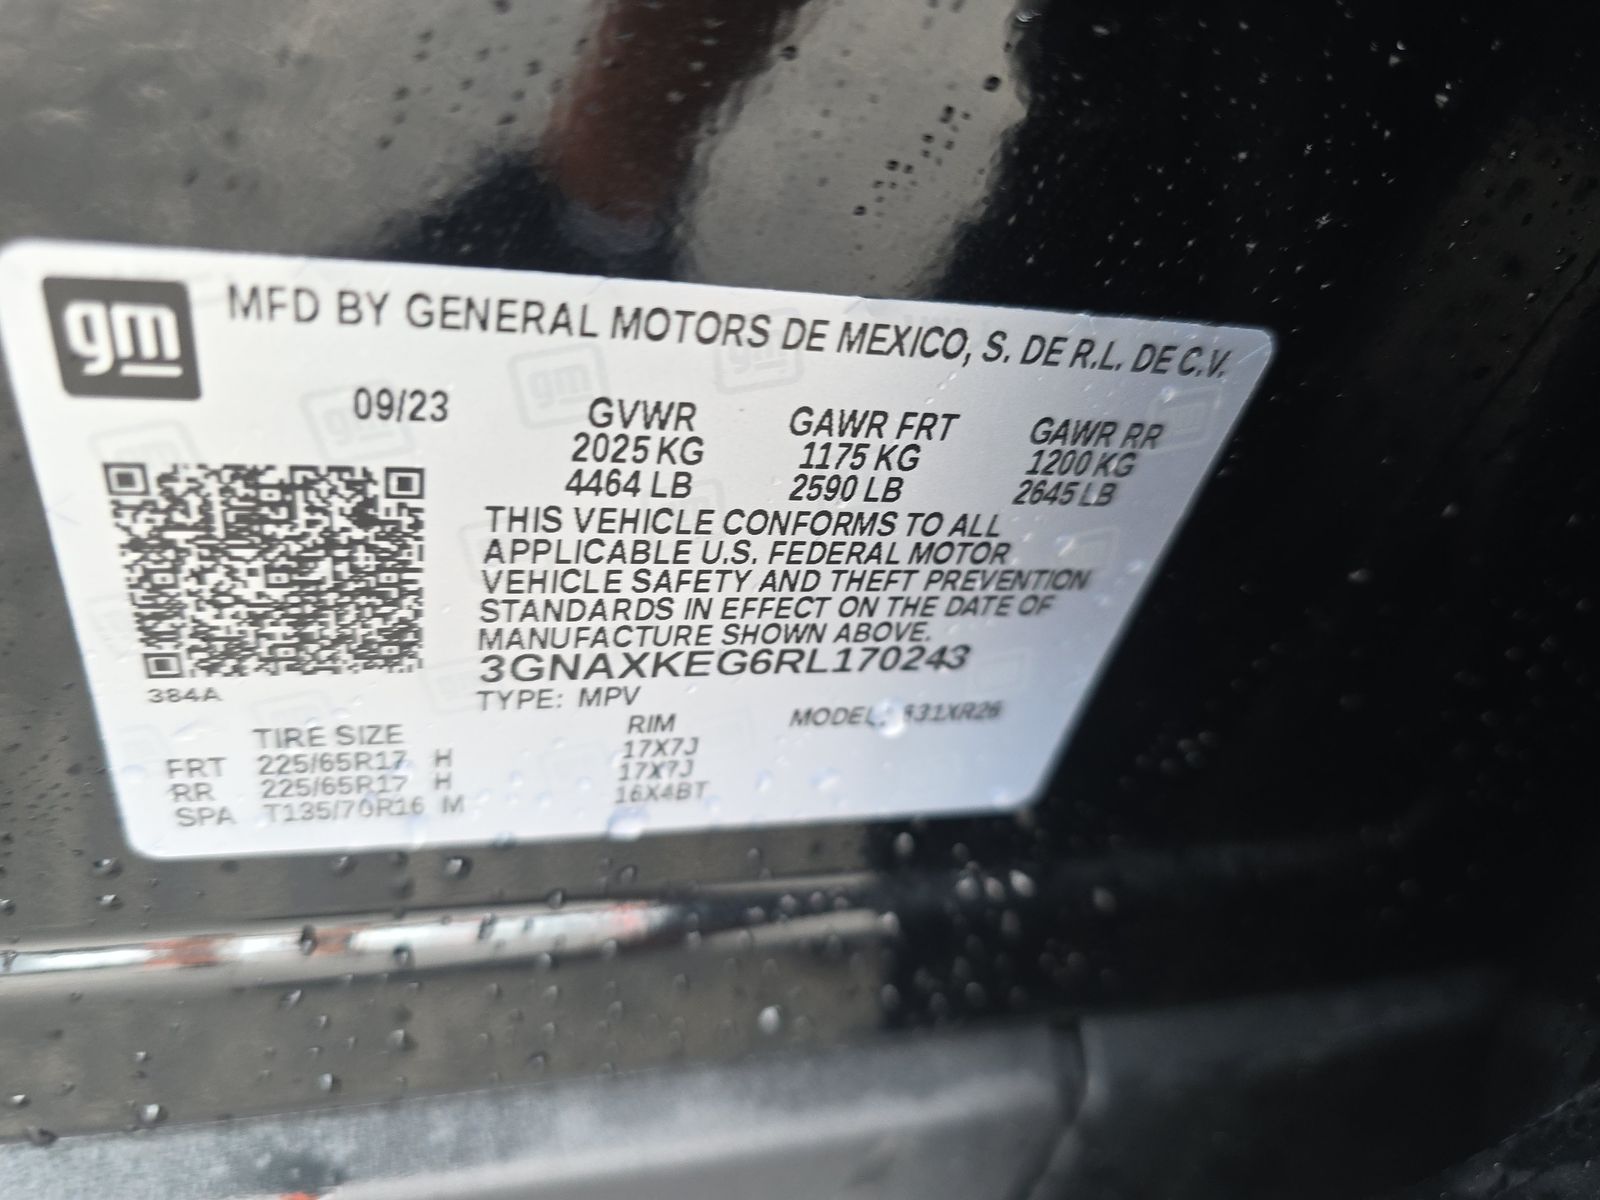 gm MFD BY GENERAL MOTORS DE MEXICO, S. DE R.L. DE C.V.
09/23
GVWR GAWR FRT GAWR RR
2025 KG 1175 KG 1200 KG
4464 LB 2590 LB 2645 LB
THIS VEHICLE CONFORMS TO ALL
APPLICABLE U.S. FEDERAL MOTOR
VEHICLE SAFETY AND THEFT PREVENTION
STANDARDS IN EFFECT ON THE DATE OF
MANUFACTURE SHOWN ABOVE.
3GNAXKEG6RL170243
384A
TYPE: MPV
MODEL:
TIRE SIZE RIM
FRT 225/65R17 H 17X7J
RR 225/65R17 H 17X7J
SPA T135/70R16 M 16X4BT